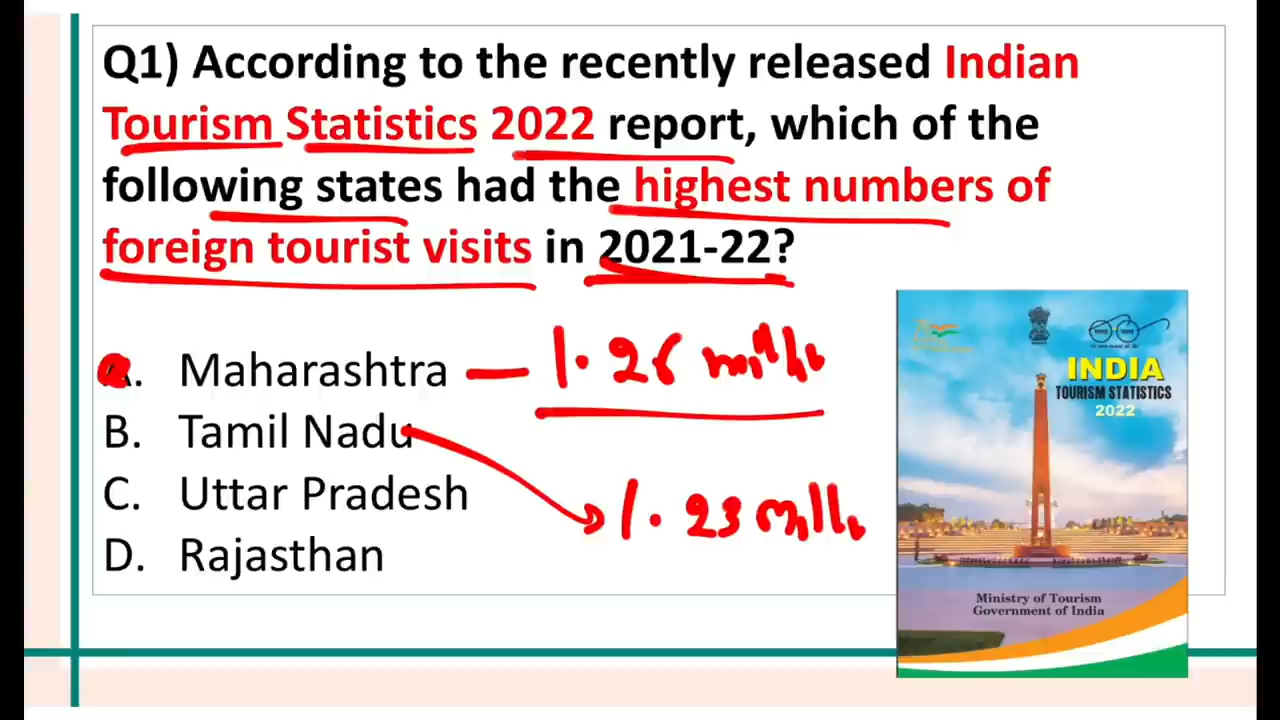 Q1) According to the recently released Indian
Tourism Statistics 2022 report, which of the
following states had the highest numbers of
foreign tourist visits in 2021-22?
A. Maharashtra — 1.26 million
B. Tamil Nadu
C. Uttar Pradesh
1.23 million
D. Rajasthan
INDIA
TOURISM STATISTICS
2022
Ministry of Tourism
Government of India